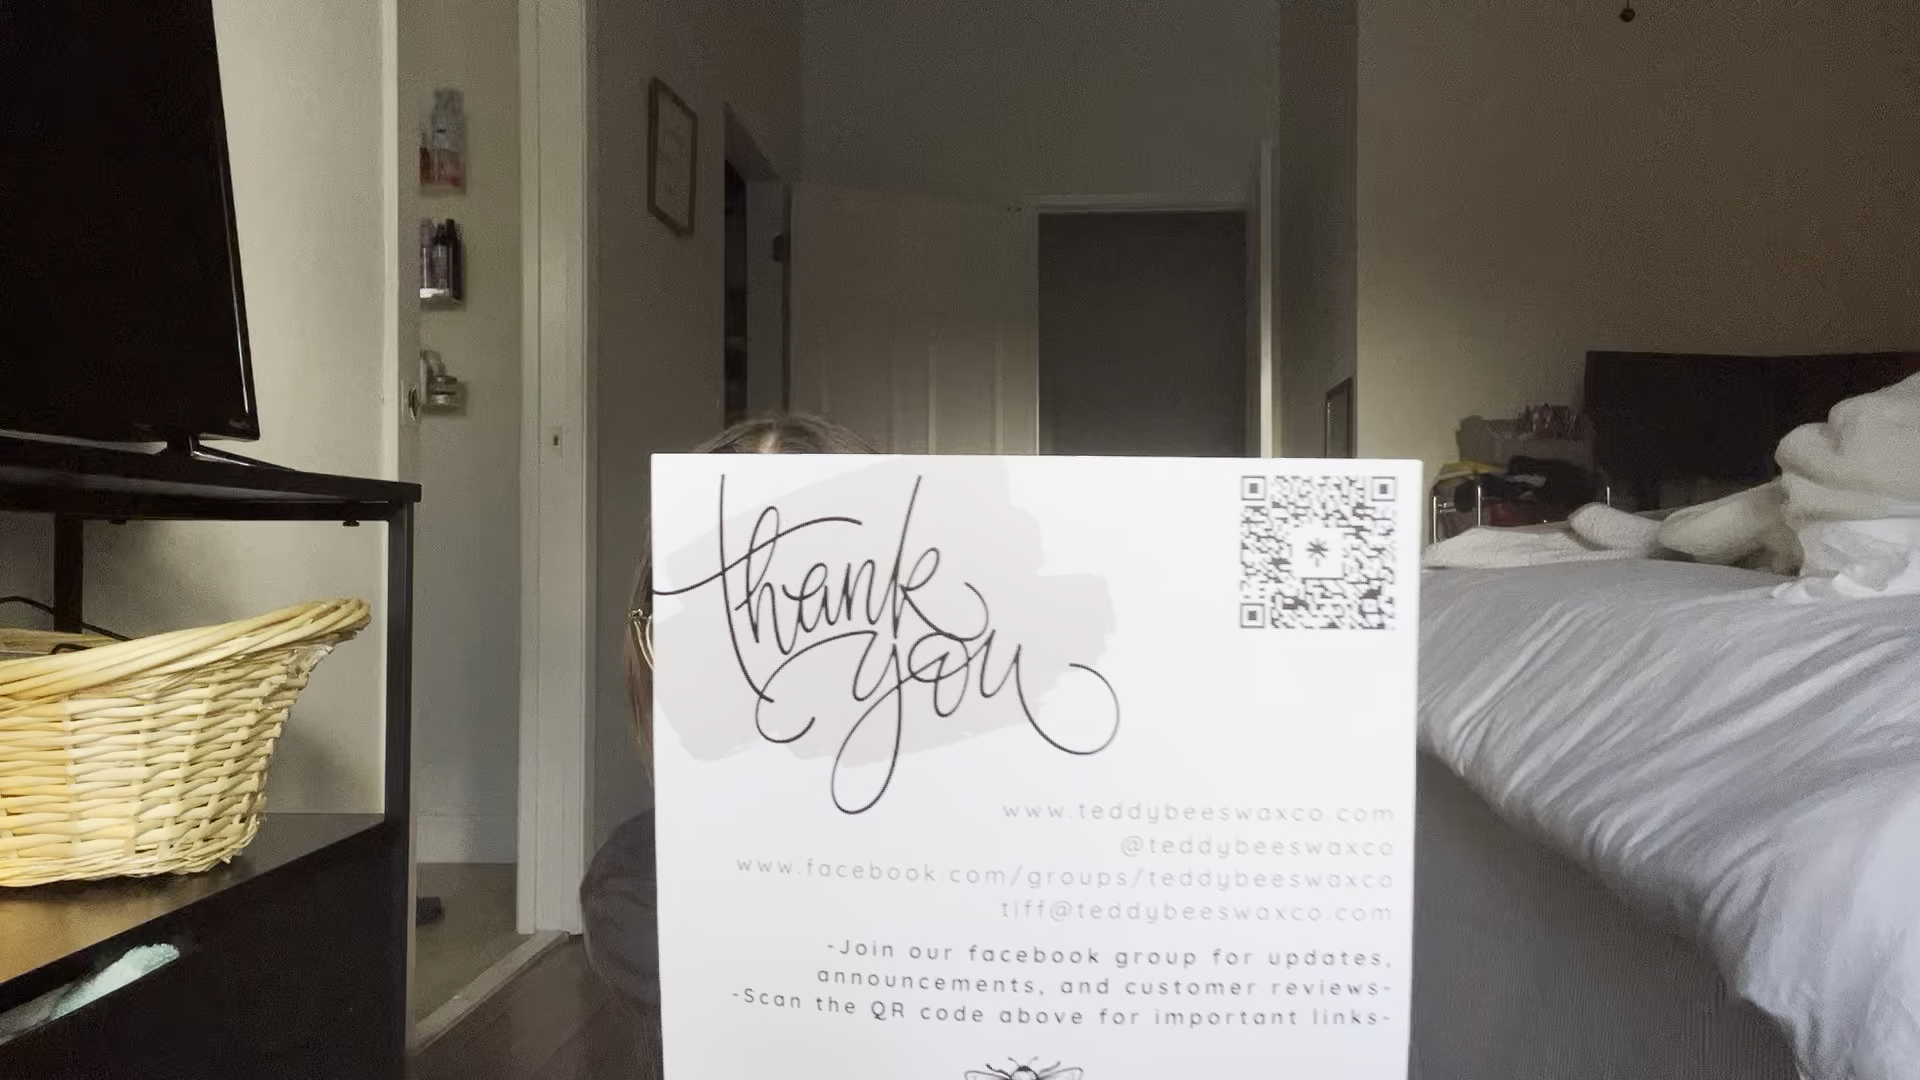 thank
you
www.teddybeeswaxco.com
@teddybeeswaxco
www.facebook.com/groups/teddybeeswaxco
tiff@teddybeeswaxco.com
-Join our facebook group for updates,
announcements, and customer reviews-
-Scan the QR code above for important links-